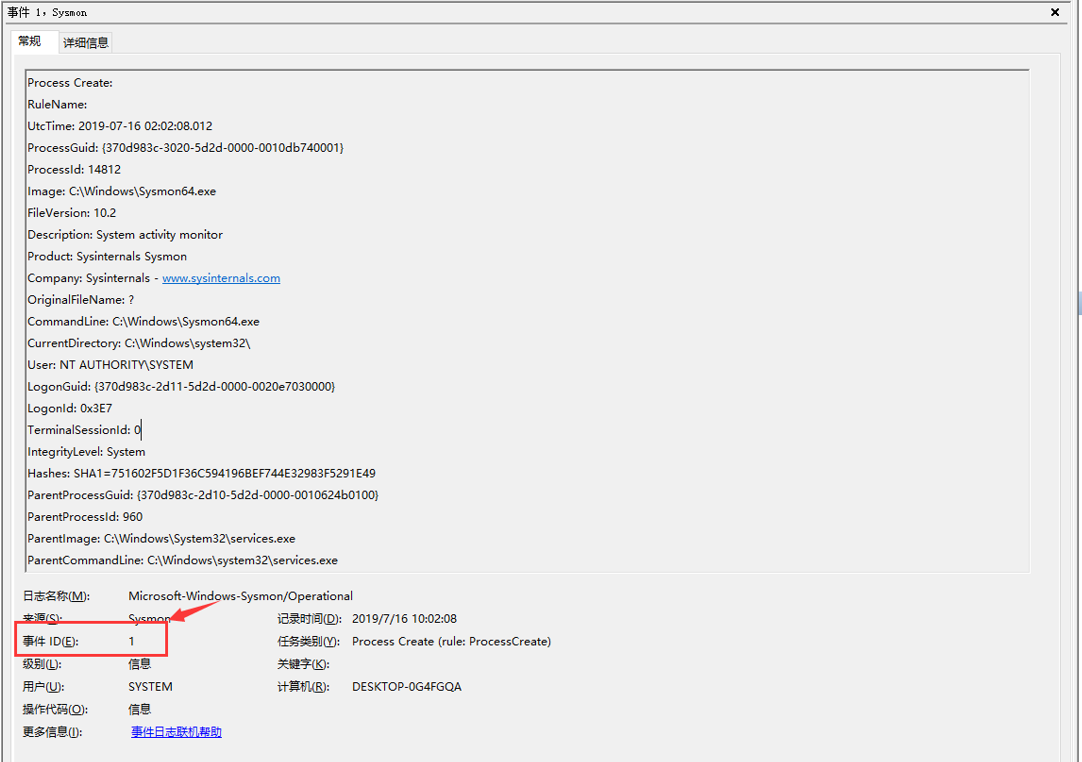 事件 1，Sysmon
常规 详细信息
Process Create:
RuleName:
UtcTime: 2019-07-16 02:02:08.012
ProcessGuid: {370d983c-3020-5d2d-0000-0010db740001}
ProcessId: 14812
Image: C:\Windows\Sysmon64.exe
FileVersion: 10.2
Description: System activity monitor
Product: Sysinternals Sysmon
Company: Sysinternals - www.sysinternals.com
OriginalFileName: ?
CommandLine: C:\Windows\Sysmon64.exe
CurrentDirectory: C:\Windows\system32\
User: NT AUTHORITY\SYSTEM
LogonGuid: {370d983c-2d11-5d2d-0000-0020e7030000}
LogonId: 0x3E7
TerminalSessionId: 0
IntegrityLevel: System
Hashes: SHA1=751602F5D1F36C594196BEF744E32983F5291E49
ParentProcessGuid: {370d983c-2d10-5d2d-0000-0010624b0100}
ParentProcessId: 960
ParentImage: C:\Windows\System32\services.exe
ParentCommandLine: C:\Windows\system32\services.exe
日志名称(M): Microsoft-Windows-Sysmon/Operational
来源(S): Sysmon 记录时间(D): 2019/7/16 10:02:08
事件 ID(E): 1 任务类别(Y): Process Create (rule: ProcessCreate)
级别(L): 信息 关键字(K):
用户(U): SYSTEM 计算机(R): DESKTOP-0G4FGQA
操作代码(O): 信息
更多信息(I): 事件日志联机帮助